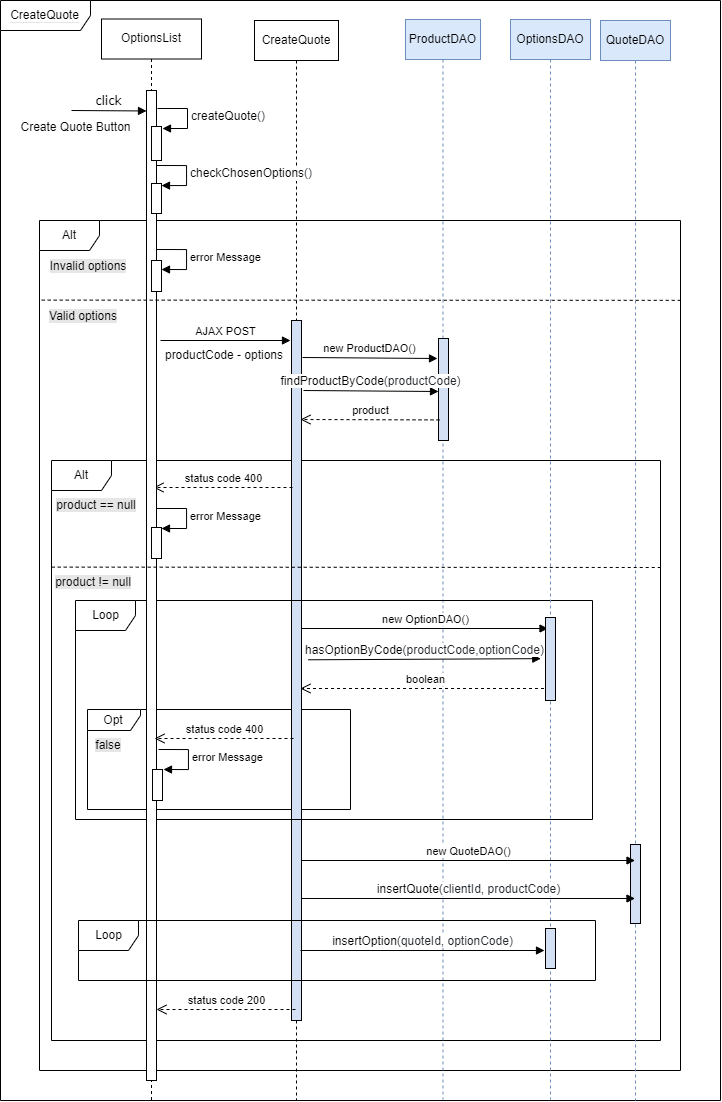 CreateQuote
OptionsList
CreateQuote
ProductDAO
OptionsDAO
QuoteDAO
click
Create Quote Button
createQuote()
checkChosenOptions()
Alt
Invalid options
error Message
Valid options
AJAX POST
productCode - options
new ProductDAO()
findProductByCode(productCode)
product
Alt
status code 400
product == null
error Message
product != null
Loop
new OptionDAO()
hasOptionByCode(productCode,optionCode)
boolean
Opt
status code 400
false
error Message
new QuoteDAO()
insertQuote(clientId, productCode)
Loop
insertOption(quoteId, optionCode)
status code 200